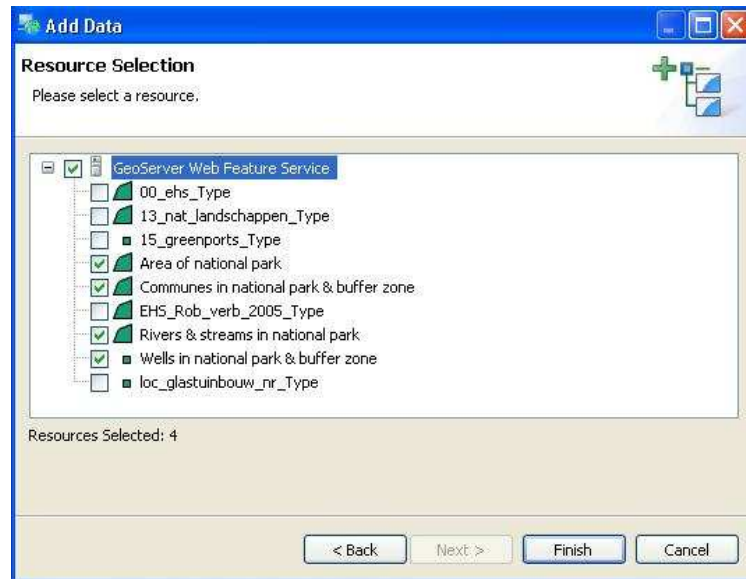 Add Data
Resource Selection
Please select a resource.
GeoServer Web Feature Service
00_ehs_Type
13_nat_landschappen_Type
15_greenports_Type
Area of national park
Communes in national park & buffer zone
EHS_Rob_verb_2005_Type
Rivers & streams in national park
Wells in national park & buffer zone
loc_glastuinbouw_nr_Type
Resources Selected: 4
< Back Next > Finish Cancel